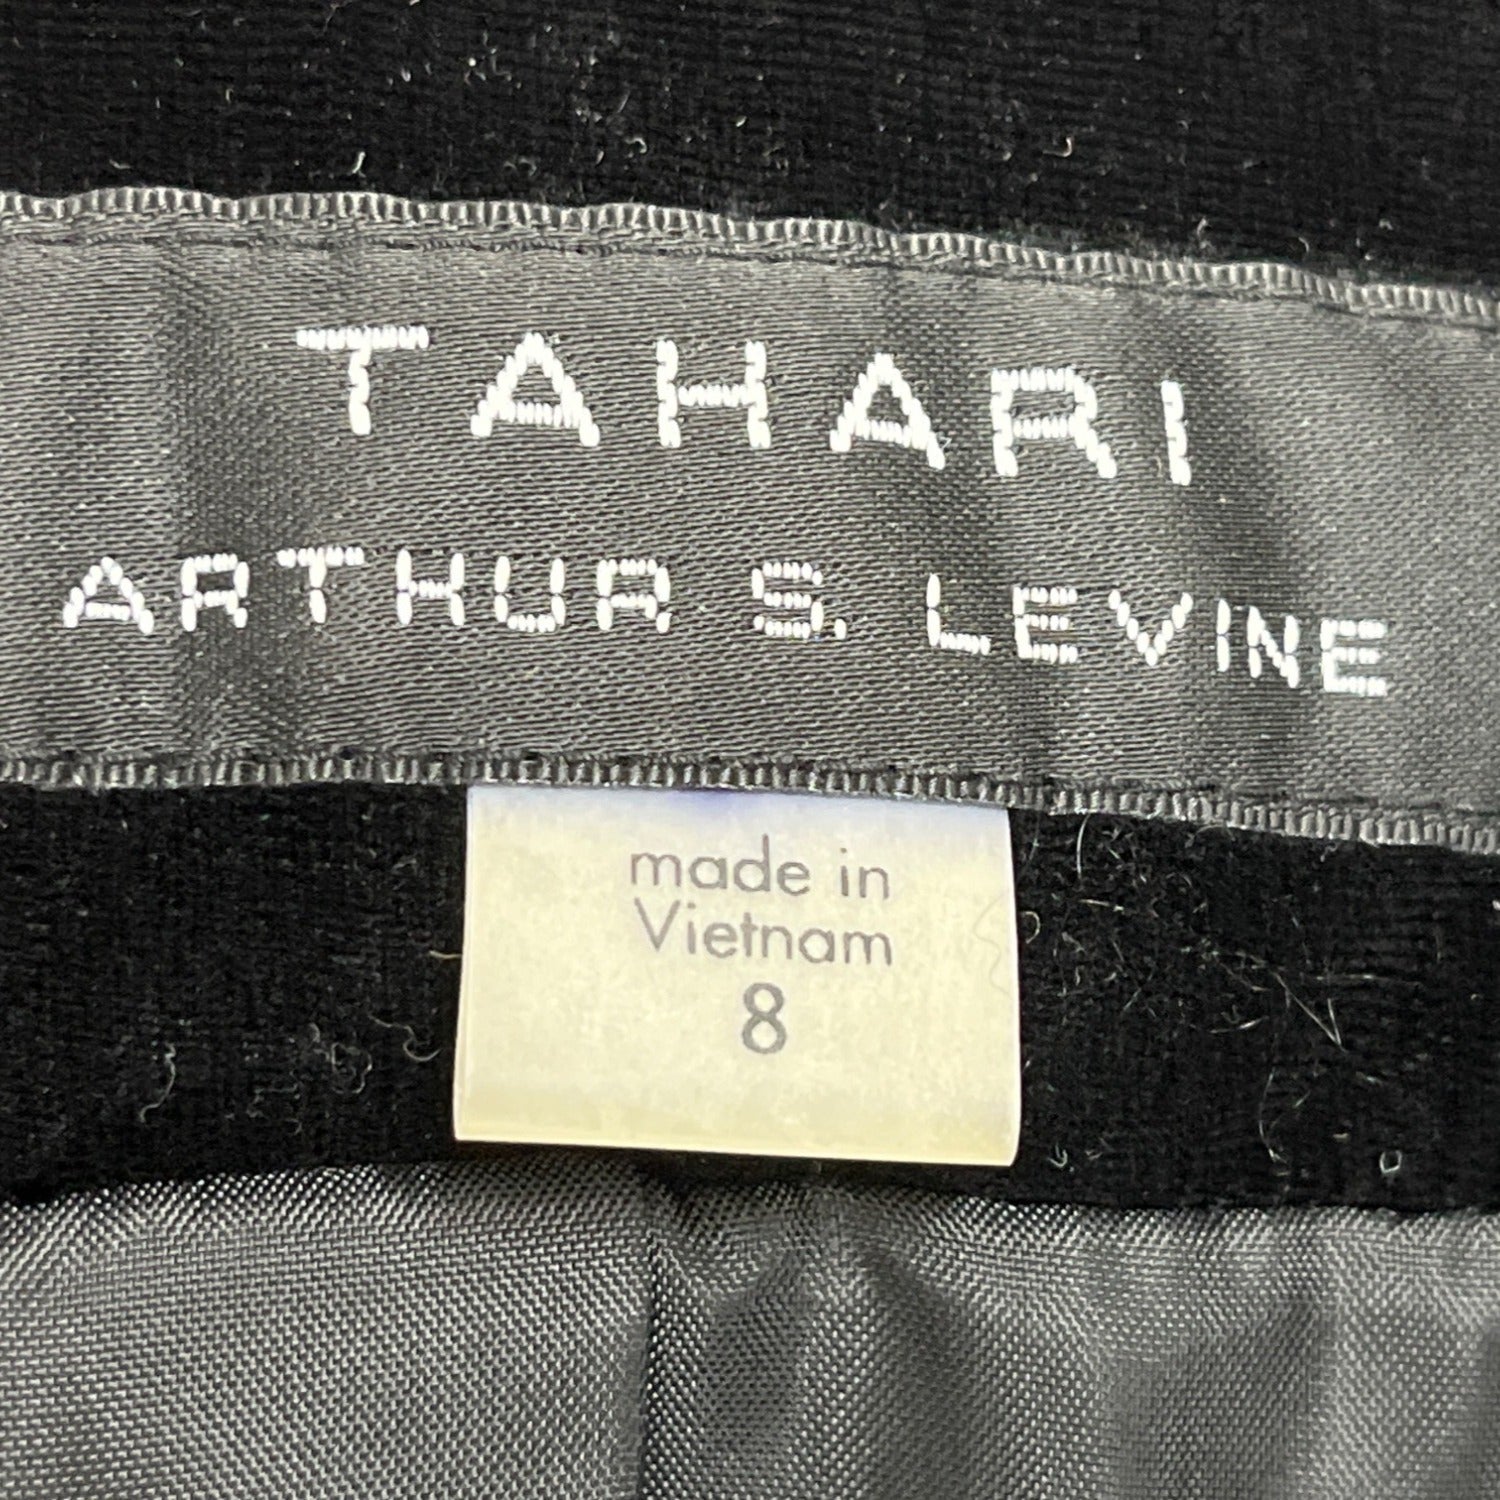 TAHARI
ARTHUR S. LEVINE
made in
Vietnam
8